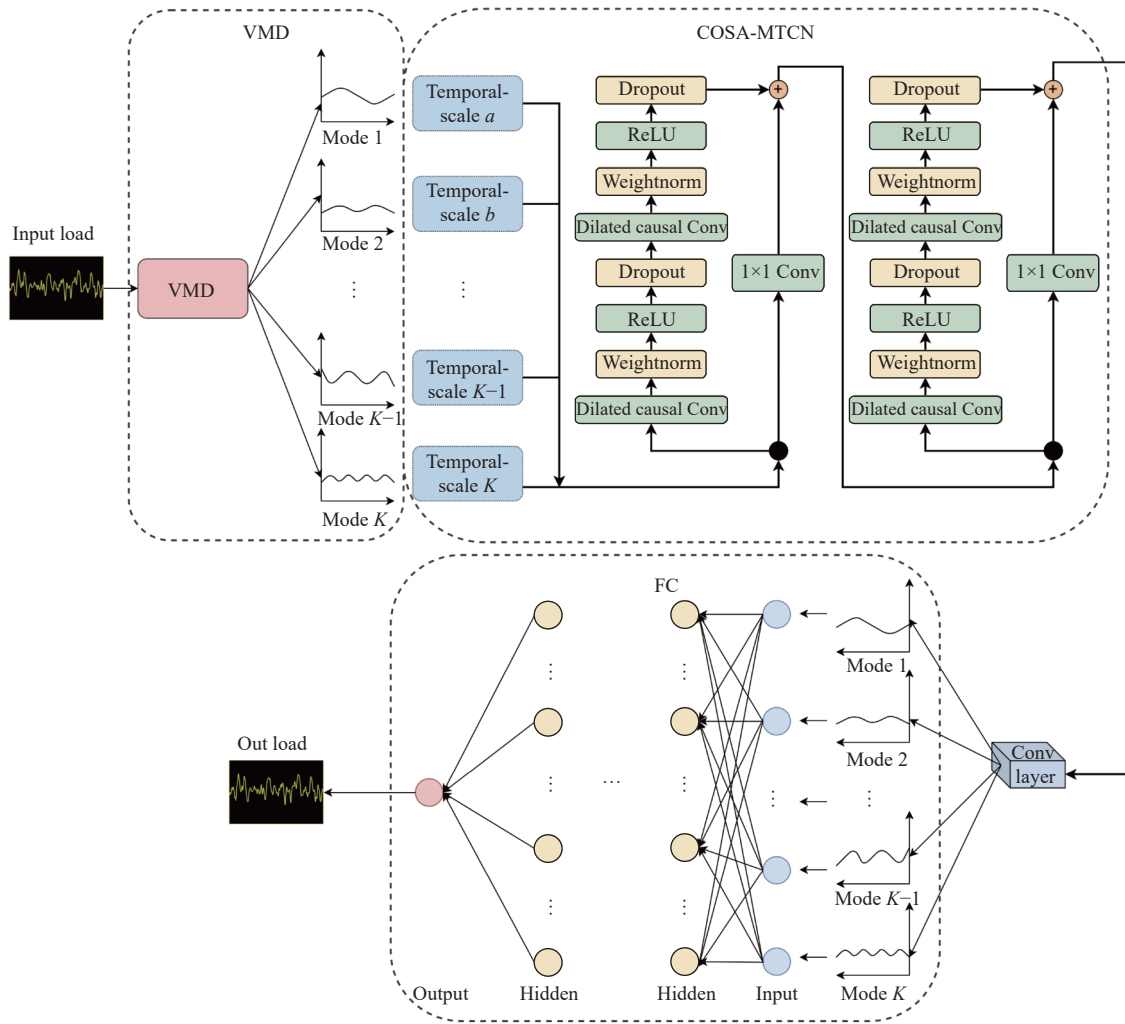 VMD
COSA-MTCN
Input load
VMD
Mode 1
Mode 2
⋮
Mode K−1
Mode K
Temporal-
scale a
Temporal-
scale b
⋮
Temporal-
scale K−1
Temporal-
scale K
Dropout
ReLU
Weightnorm
Dilated causal Conv
Dropout
ReLU
Weightnorm
Dilated causal Conv
+
1×1 Conv
Dropout
ReLU
Weightnorm
Dilated causal Conv
Dropout
ReLU
Weightnorm
Dilated causal Conv
+
1×1 Conv
FC
Conv
layer
Mode 1
Mode 2
⋮
Mode K−1
Mode K
Out load
⋮
⋮
⋮
...
⋮
⋮
⋮
⋮
Output
Hidden
Hidden
Input